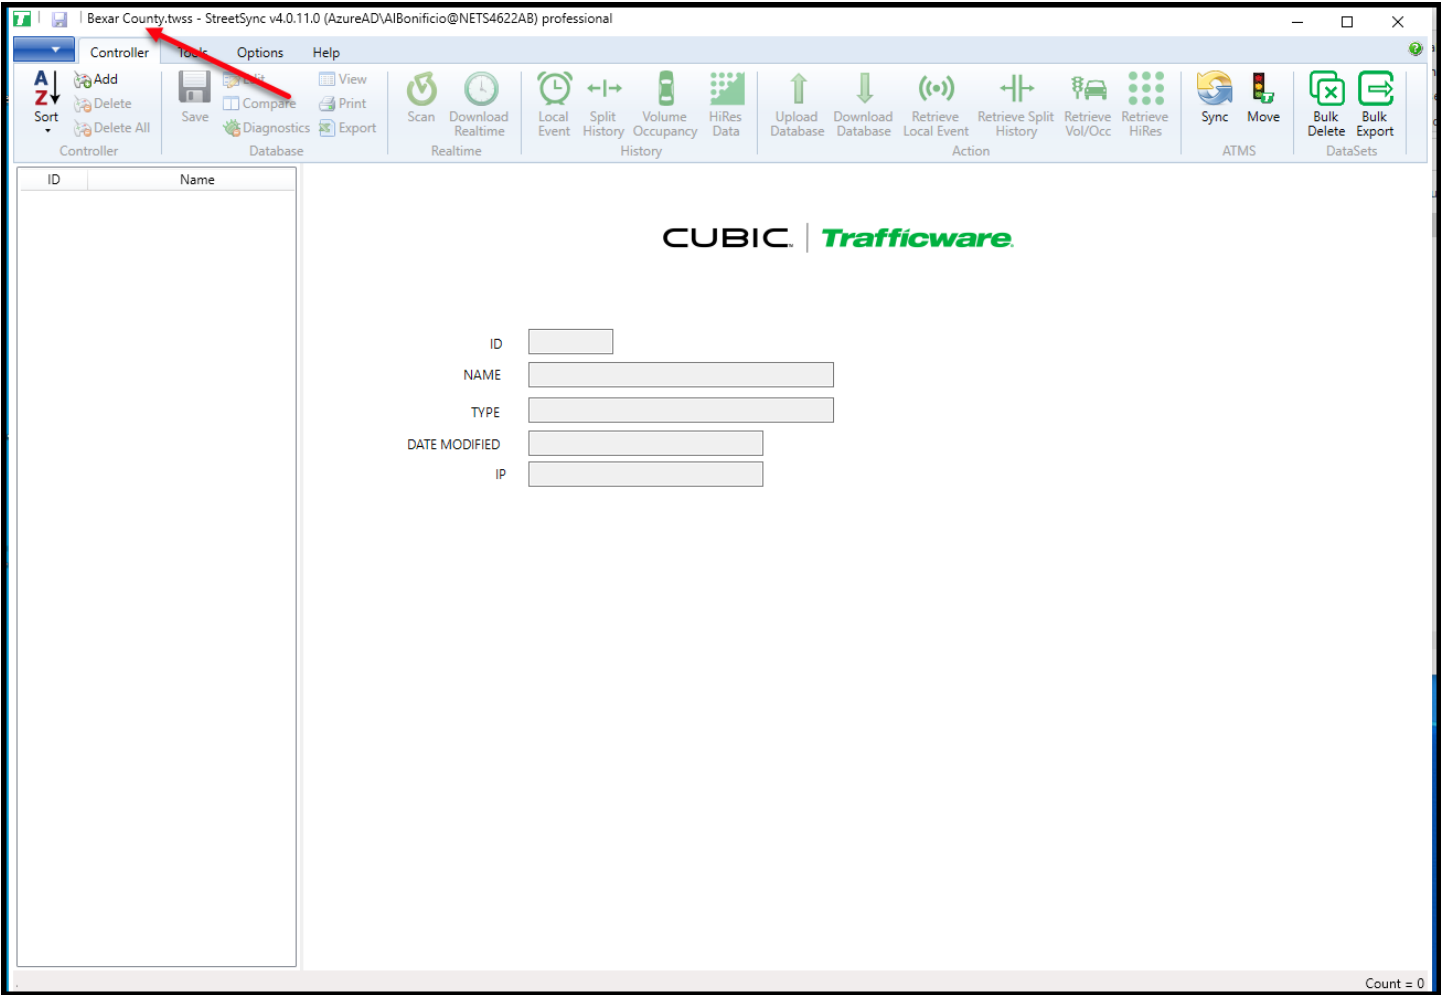 Bexar County.twss - StreetSync v4.0.11.0 (AzureAD\AlBonificio@NETS4622AB) professional
Controller Tools Options Help
A Z Sort
Add
Delete
Delete All
Controller
Save
Edit
Compare
Diagnostics
View
Print
Export
Database
Scan
Download Realtime
Realtime
Local Event
Split History
Volume Occupancy
HiRes Data
History
Upload Database
Download Database
Retrieve Local Event
Retrieve Split History
Retrieve Vol/Occ
Retrieve HiRes
Action
Sync
Move
ATMS
Bulk Delete
Bulk Export
DataSets
ID Name
CUBIC Trafficware
ID
NAME
TYPE
DATE MODIFIED
IP
Count = 0